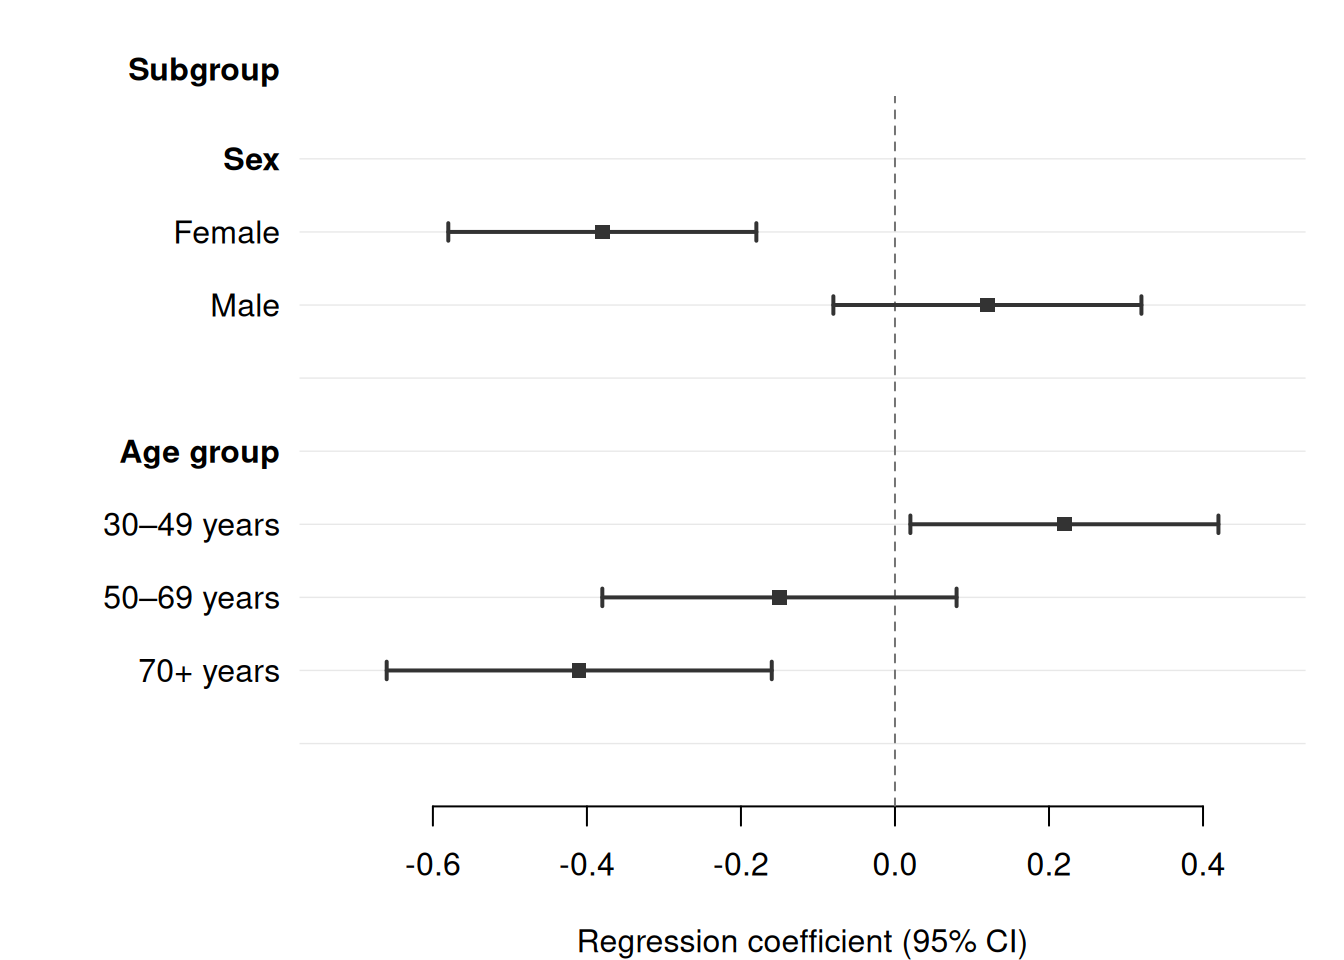 Subgroup
Sex
Female
Male
Age group
30–49 years
50–69 years
70+ years
-0.6 -0.4 -0.2 0.0 0.2 0.4
Regression coefficient (95% CI)